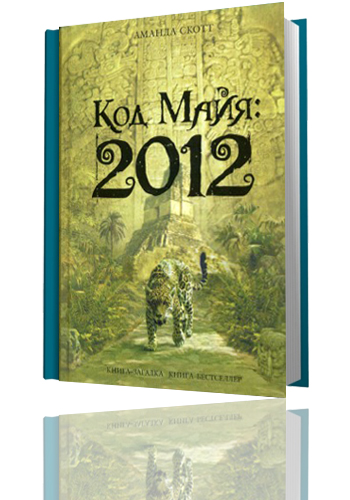 АМАНДА СКОТТ
Код Майя:
2012
КНИГА-ЗАГАДКА КНИГА-БЕСТСЕЛЛЕР